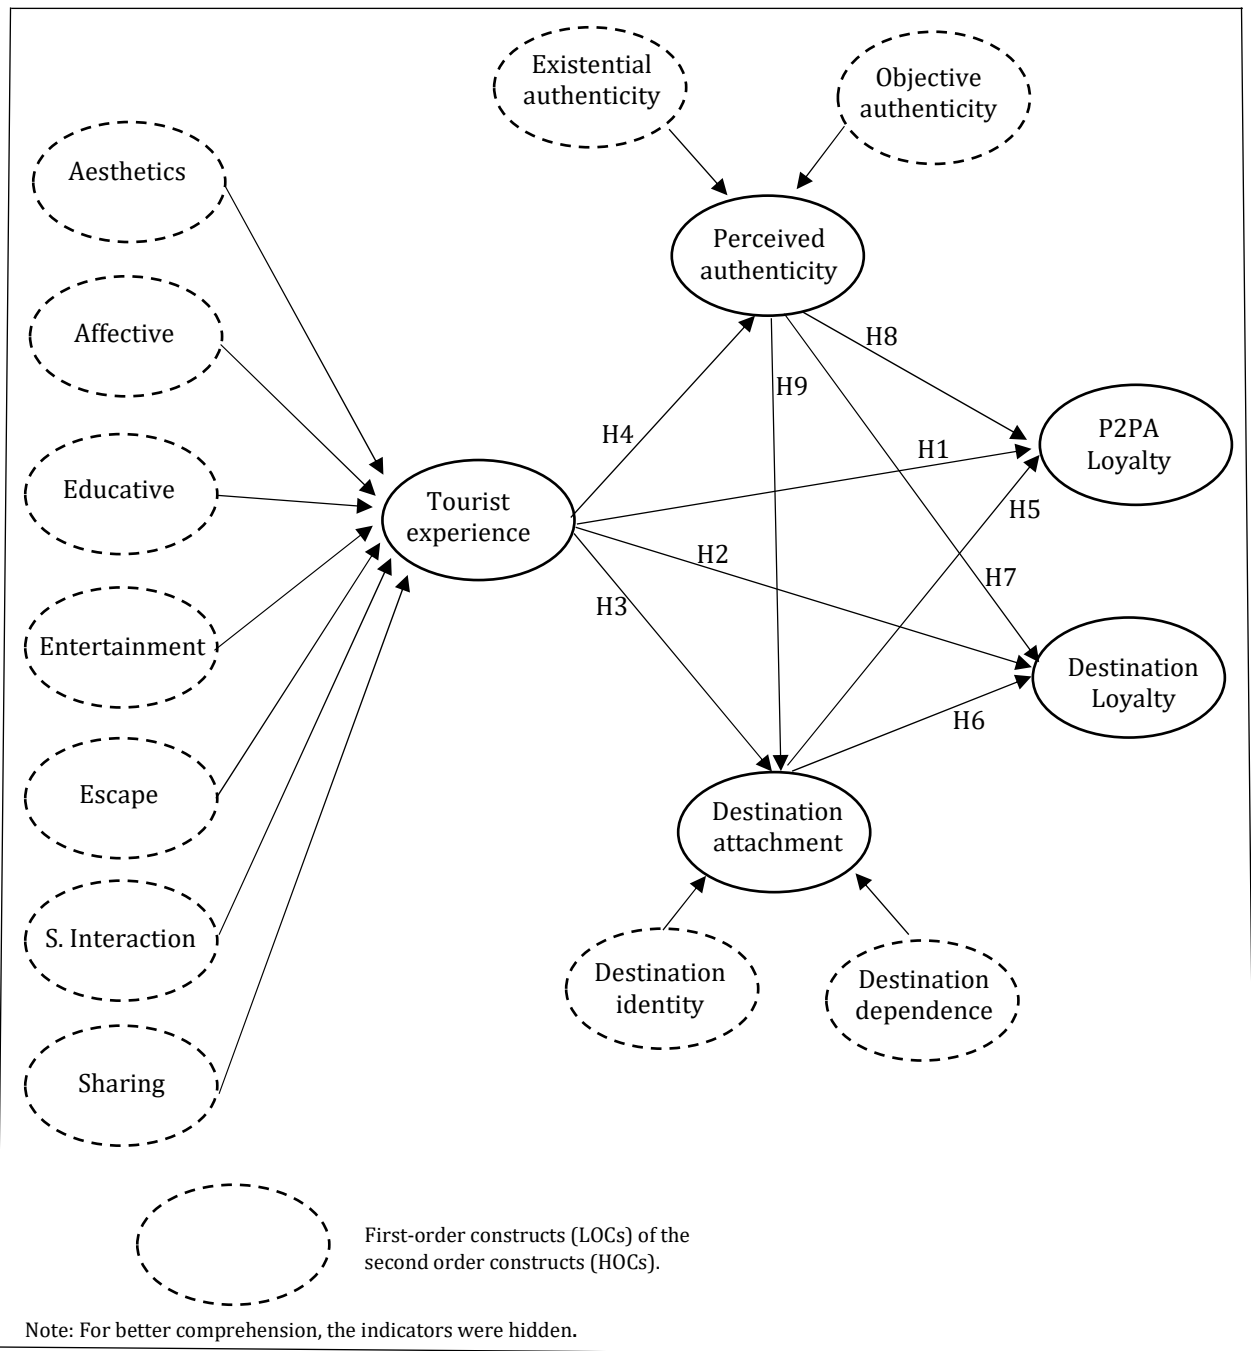 Existential
authenticity
Objective
authenticity
Aesthetics
Perceived
authenticity
Affective
H8
H9
P2PA
Loyalty
H4
H1
Educative
Tourist
experience
H5
H2
H7
H3
Entertainment
Destination
Loyalty
H6
Escape
Destination
attachment
S. Interaction
Destination
identity
Destination
dependence
Sharing
First-order constructs (LOCs) of the
second order constructs (HOCs).
Note: For better comprehension, the indicators were hidden.